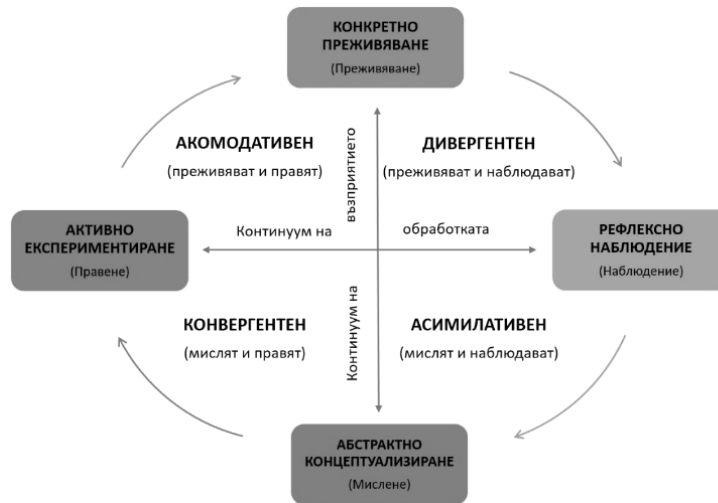 КОНКРЕТНО
ПРЕЖИВЯВАНЕ
(Преживяване)
АКОМОДАТИВЕН
(преживяват и правят)
ДИВЕРГЕНТЕН
(преживяват и наблюдават)
възприятието
АКТИВНО
ЕКСПЕРИМЕНТИРАНЕ
(Правене)
Континуум на
обработката
РЕФЛЕКСНО
НАБЛЮДЕНИЕ
(Наблюдение)
КОНВЕРГЕНТЕН
(мислят и правят)
Континуум на
АСИМИЛАТИВЕН
(мислят и наблюдават)
АБСТРАКТНО
КОНЦЕПТУАЛИЗИРАНЕ
(Мислене)